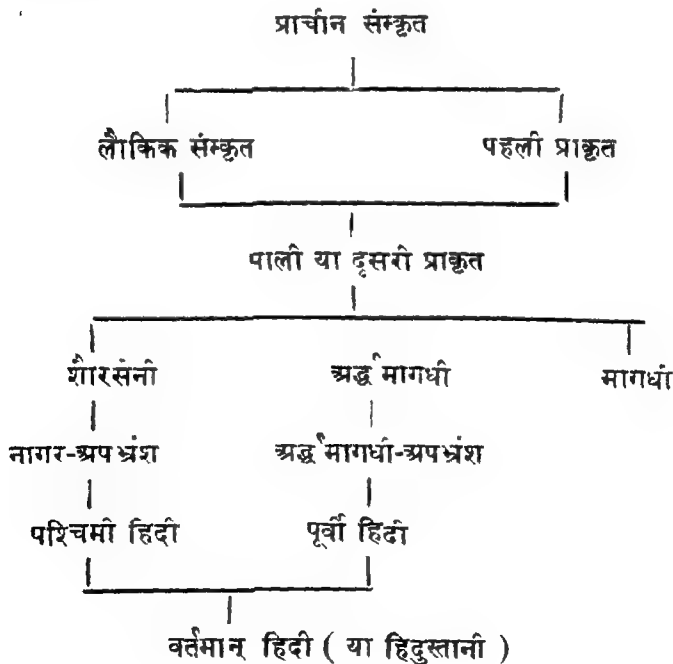 प्राचीन संस्कृत
लौकिक संस्कृत पहली प्राकृत
पाली या दूसरी प्राकृत
शौरसेनी अर्द्धमागधी मागधी
नागर-अपभ्रंश अर्द्धमागधी-अपभ्रंश
पश्चिमी हिंदी पूर्वी हिंदी
वर्तमान् हिंदी ( या हिंदुस्तानी )